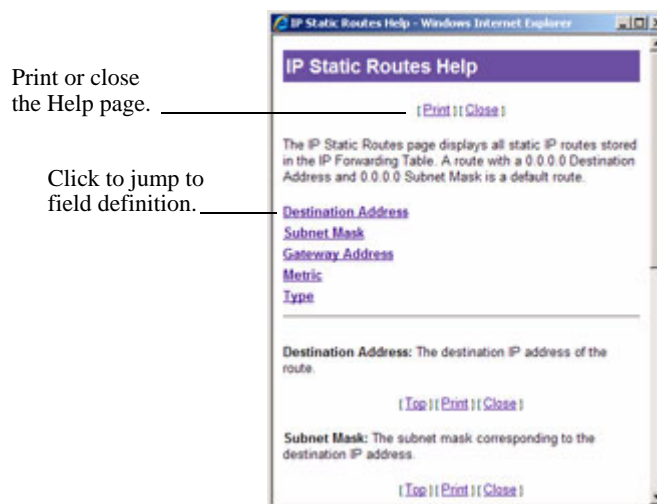 IP Static Routes Help - Windows Internet Explorer
IP Static Routes Help
Print or close
the Help page.
[ Print ] [ Close ]
The IP Static Routes page displays all static IP routes stored
in the IP Forwarding Table. A route with a 0.0.0.0 Destination
Address and 0.0.0.0 Subnet Mask is a default route.
Click to jump to
field definition.
Destination Address
Subnet Mask
Gateway Address
Metric
Type
Destination Address: The destination IP address of the
route.
[ Top ] [ Print ] [ Close ]
Subnet Mask: The subnet mask corresponding to the
destination IP address.
[ Top ] [ Print ] [ Close ]